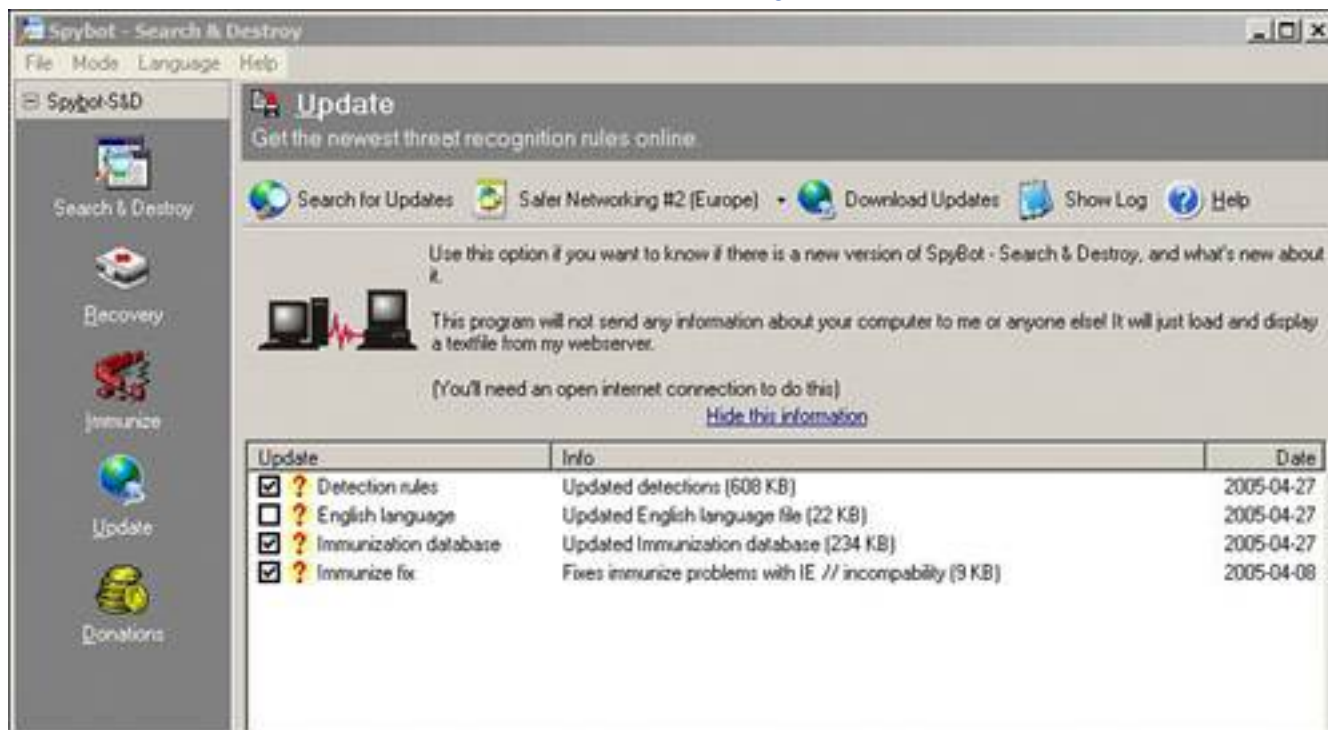 Spybot - Search & Destroy
File Mode Language Help
Spybot-S&D
Search & Destroy
Recovery
Immunize
Update
Donations
Update
Get the newest threat recognition rules online.
Search for Updates Safer Networking #2 (Europe) Download Updates Show Log Help
Use this option if you want to know if there is a new version of SpyBot - Search & Destroy, and what's new about
it.
This program will not send any information about your computer to me or anyone else! It will just load and display
a textfile from my webserver.
(You'll need an open internet connection to do this)
Hide this information
Update Info Date
? Detection rules Updated detections (608 KB) 2005-04-27
? English language Updated English language file (22 KB) 2005-04-27
? Immunization database Updated Immunization database (234 KB) 2005-04-27
? Immunize fix Fixes immunize problems with IE // incompability (9 KB) 2005-04-08